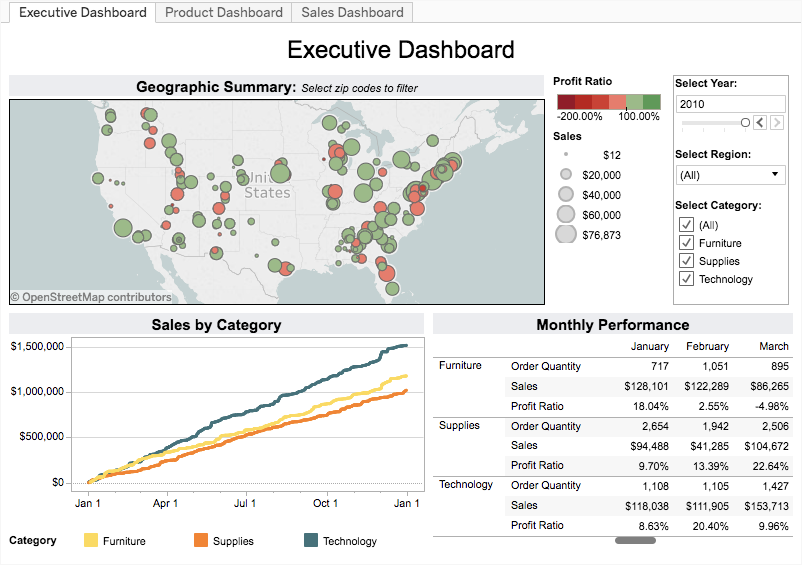 Executive Dashboard Product Dashboard Sales Dashboard
Executive Dashboard
Geographic Summary: Select zip codes to filter
United
States
© OpenStreetMap contributors
Profit Ratio
-200.00% 100.00%
Sales
$12
$20,000
$40,000
$60,000
$76,873
Select Year:
2010
Select Region:
(All)
Select Category:
(All)
Furniture
Supplies
Technology
Sales by Category
$1,500,000
$1,000,000
$500,000
$0
Jan 1 Apr 1 Jul 1 Oct 1 Jan 1
Category Furniture Supplies Technology
Monthly Performance
January February March
Furniture Order Quantity 717 1,051 895
Sales $128,101 $122,289 $86,265
Profit Ratio 18.04% 2.55% -4.98%
Supplies Order Quantity 2,654 1,942 2,506
Sales $94,488 $41,285 $104,672
Profit Ratio 9.70% 13.39% 22.64%
Technology Order Quantity 1,108 1,105 1,427
Sales $118,038 $111,905 $153,713
Profit Ratio 8.63% 20.40% 9.96%